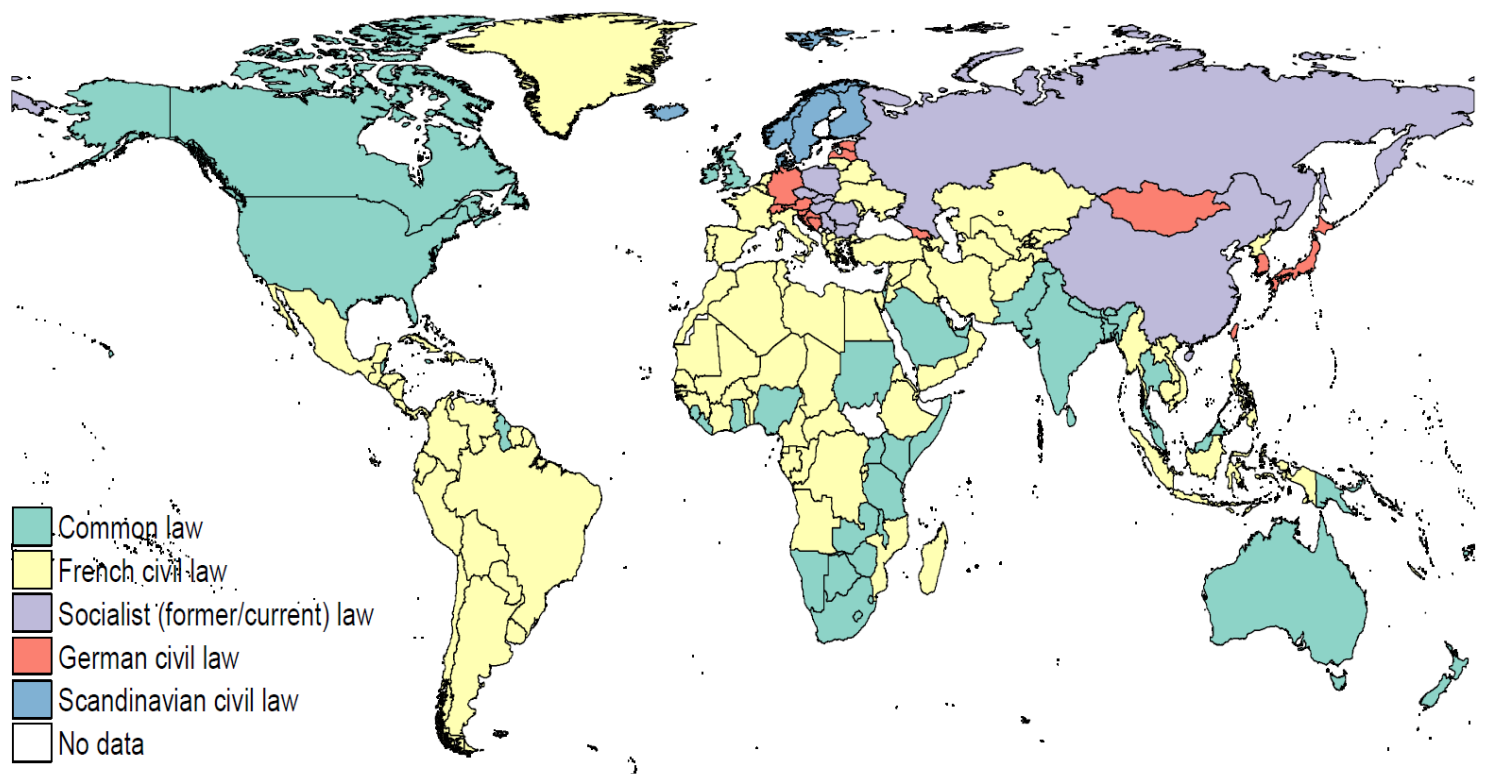 Common law
French civil law
Socialist (former/current) law
German civil law
Scandinavian civil law
No data